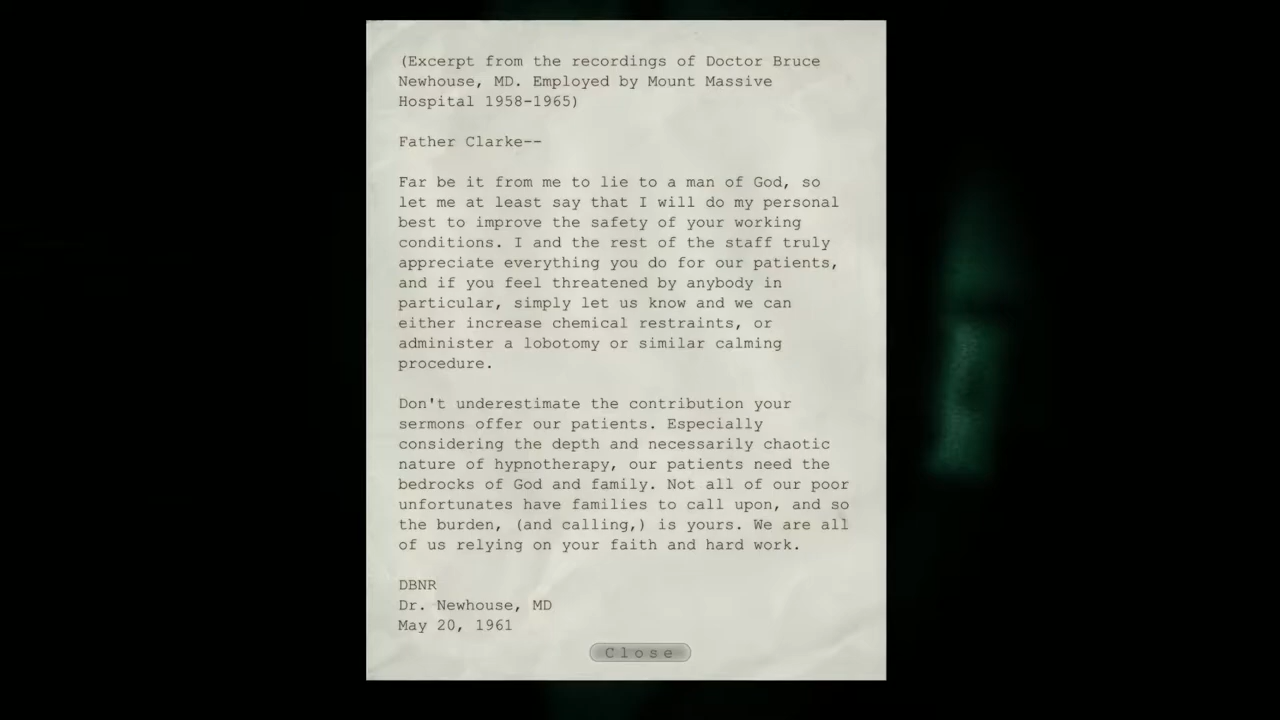 (Excerpt from the recordings of Doctor Bruce
Newhouse, MD. Employed by Mount Massive
Hospital 1958-1965)
Father Clarke--
Far be it from me to lie to a man of God, so
let me at least say that I will do my personal
best to improve the safety of your working
conditions. I and the rest of the staff truly
appreciate everything you do for our patients,
and if you feel threatened by anybody in
particular, simply let us know and we can
either increase chemical restraints, or
administer a lobotomy or similar calming
procedure.
Don't underestimate the contribution your
sermons offer our patients. Especially
considering the depth and necessarily chaotic
nature of hypnotherapy, our patients need the
bedrocks of God and family. Not all of our poor
unfortunates have families to call upon, and so
the burden, (and calling,) is yours. We are all
of us relying on your faith and hard work.
DBNR
Dr. Newhouse, MD
May 20, 1961
Close